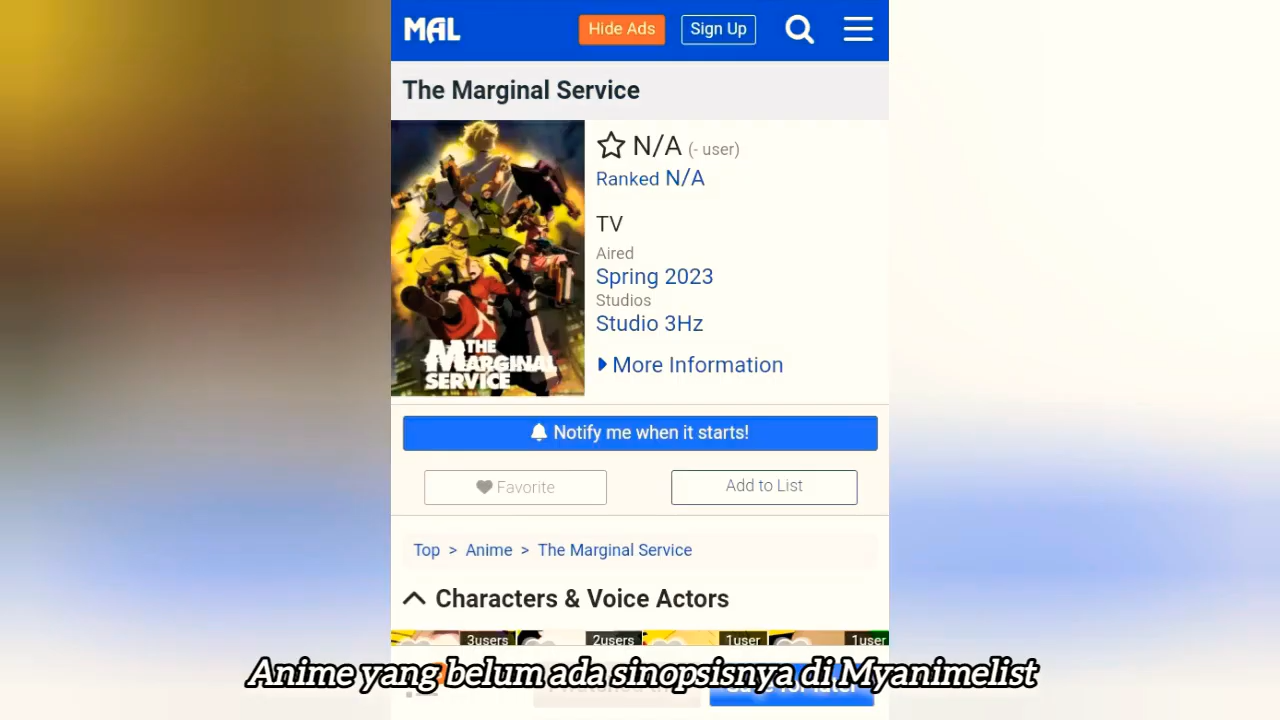 MAL
Hide Ads
Sign Up
The Marginal Service
N/A (- user)
Ranked N/A
TV
Aired
Spring 2023
Studios
Studio 3Hz
More Information
THE
MARGINAL
SERVICE
Notify me when it starts!
Favorite
Add to List
Top > Anime > The Marginal Service
Characters & Voice Actors
3users
2users
1user
1user
Anime yang belum ada sinopsisnya di Myanimelist